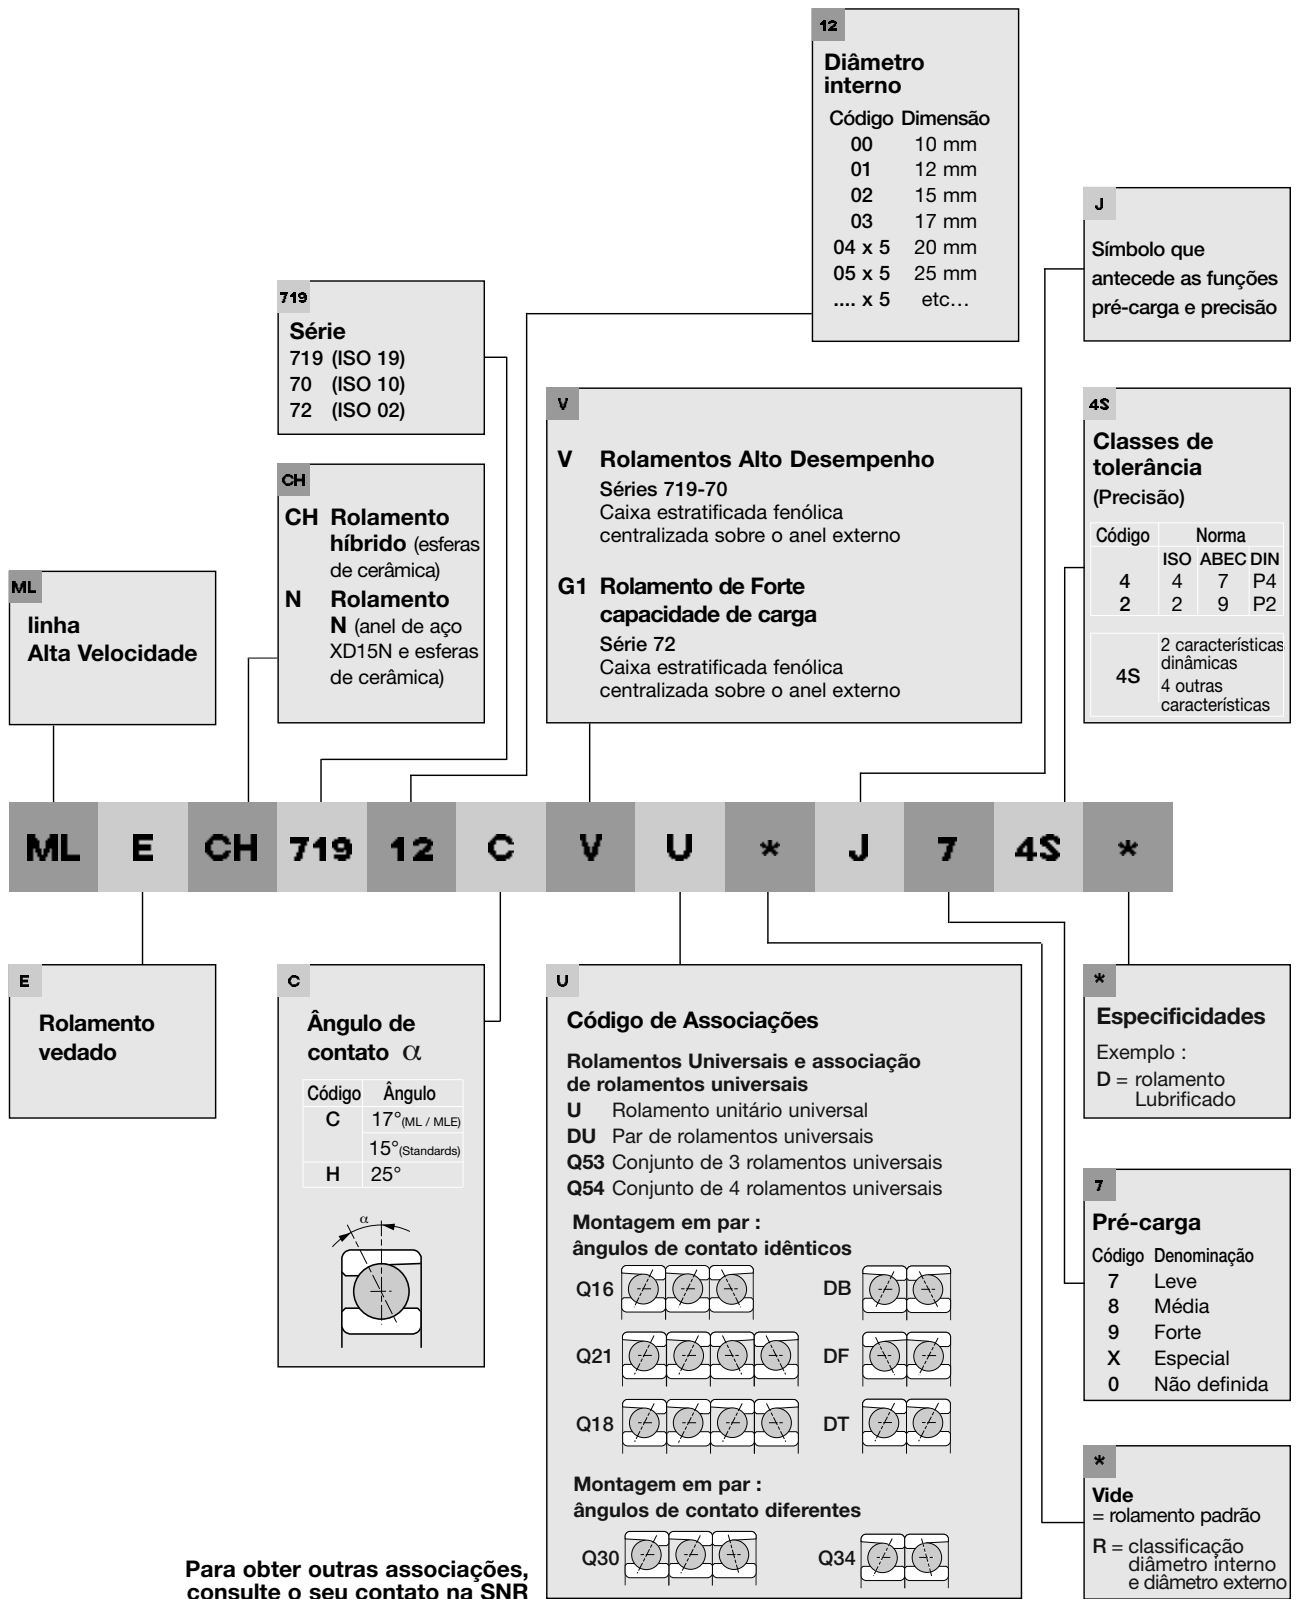 12
Diâmetro
interno
Código Dimensão
00 10 mm
01 12 mm
02 15 mm
03 17 mm
04 x 5 20 mm
05 x 5 25 mm
.... x 5 etc...
J
Símbolo que
antecede as funções
pré-carga e precisão
719
Série
719 (ISO 19)
70 (ISO 10)
72 (ISO 02)
CH
CH Rolamento
híbrido (esferas
de cerâmica)
N Rolamento
N (anel de aço
XD15N e esferas
de cerâmica)
V
V Rolamentos Alto Desempenho
Séries 719-70
Caixa estratificada fenólica
centralizada sobre o anel externo
G1 Rolamento de Forte
capacidade de carga
Série 72
Caixa estratificada fenólica
centralizada sobre o anel externo
4S
Classes de
tolerância
(Precisão)
Código Norma
ISO ABEC DIN
4 4 7 P4
2 2 9 P2
4S 2 características
dinâmicas
4 outras
características
ML
linha
Alta Velocidade
ML E CH 719 12 C V U * J 7 4S *
E
Rolamento
vedado
C
Ângulo de
contato α
Código Ângulo
C 17°(ML / MLE)
15°(Standards)
H 25°
α
U
Código de Associações
Rolamentos Universais e associação
de rolamentos universais
U Rolamento unitário universal
DU Par de rolamentos universais
Q53 Conjunto de 3 rolamentos universais
Q54 Conjunto de 4 rolamentos universais
Montagem em par :
ângulos de contato idênticos
Q16 DB
Q21 DF
Q18 DT
Montagem em par :
ângulos de contato diferentes
Q30 Q34
*
Especificidades
Exemplo :
D = rolamento
Lubrificado
7
Pré-carga
Código Denominação
7 Leve
8 Média
9 Forte
X Especial
0 Não definida
*
Vide
= rolamento padrão
R = classificação
diâmetro interno
e diâmetro externo
Para obter outras associações,
consulte o seu contato na SNR